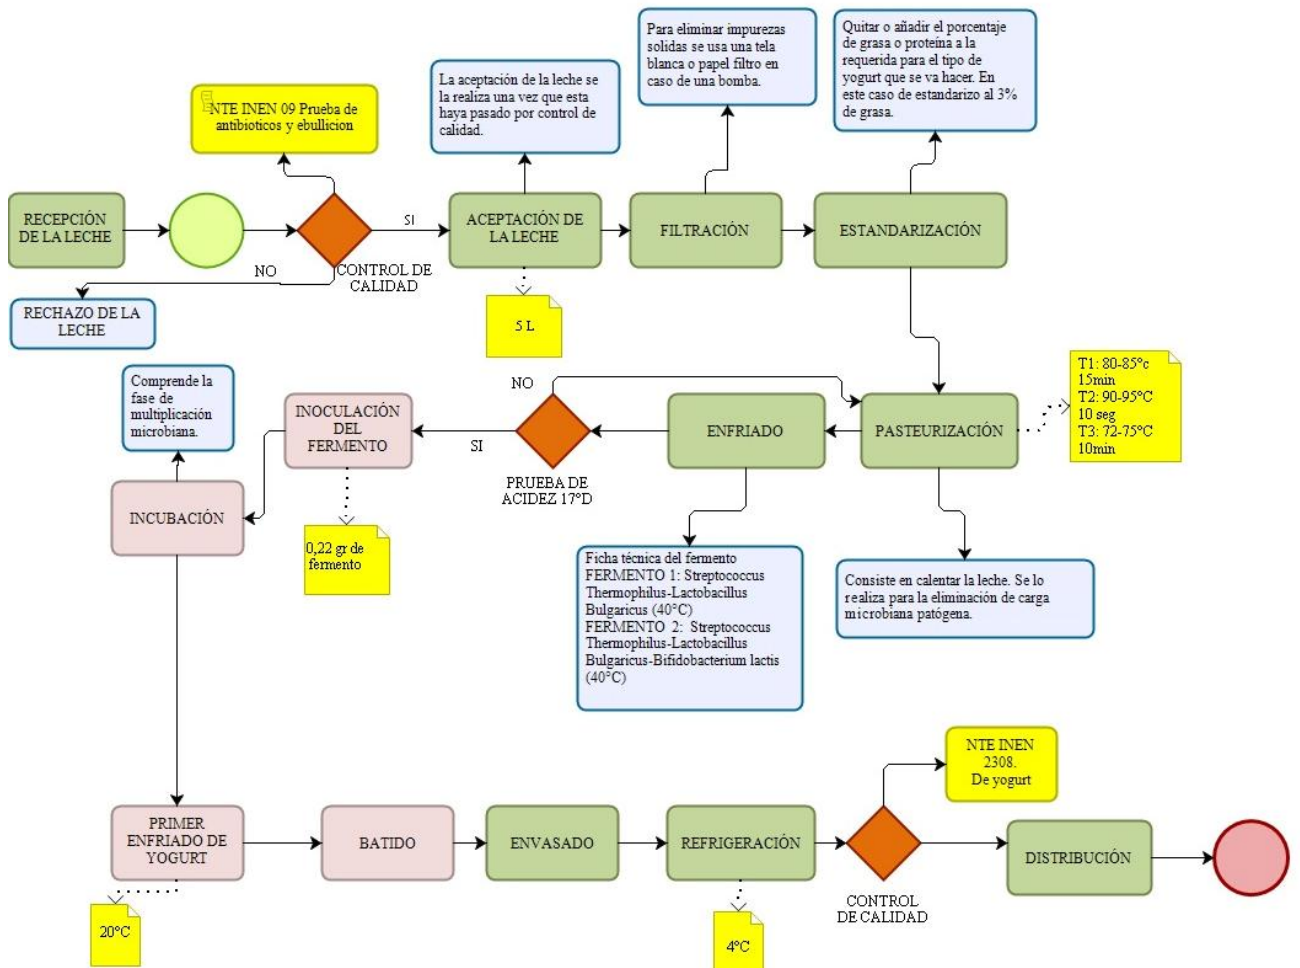 Para eliminar impurezas
solidas se usa una tela
blanca o papel filtro en
caso de una bomba.
Quitar o añadir el porcentaje
de grasa o proteína a la
requerida para el tipo de
yogurt que se va hacer. En
este caso de estandarizo al 3%
de grasa.
La aceptación de la leche se
la realiza una vez que esta
haya pasado por control de
calidad.
NTE INEN 09 Prueba de
antibioticos y ebullicion
RECEPCIÓN
DE LA LECHE
SI
ACEPTACIÓN DE
LA LECHE
FILTRACIÓN
ESTANDARIZACIÓN
NO
CONTROL DE
CALIDAD
RECHAZO DE LA
LECHE
5 L
T1: 80-85°c
15min
T2: 90-95°C
10 seg
T3: 72-75°C
10min
Comprende la
fase de
multiplicación
microbiana.
NO
INOCULACIÓN
DEL
FERMENTO
SI
ENFRIADO
PASTEURIZACIÓN
PRUEBA DE
ACIDEZ 17°D
INCUBACIÓN
0,22 gr de
fermento
Ficha técnica del fermento
FERMENTO 1: Streptococcus
Thermophilus-Lactobacillus
Bulgaricus (40°C)
FERMENTO 2: Streptococcus
Thermophilus-Lactobacillus
Bulgaricus-Bifidobacterium lactis
(40°C)
Consiste en calentar la leche. Se lo
realiza para la eliminación de carga
microbiana patógena.
NTE INEN
2308.
De yogurt
PRIMER
ENFRIADO DE
YOGURT
BATIDO
ENVASADO
REFRIGERACIÓN
DISTRIBUCIÓN
CONTROL
DE CALIDAD
20°C
4°C